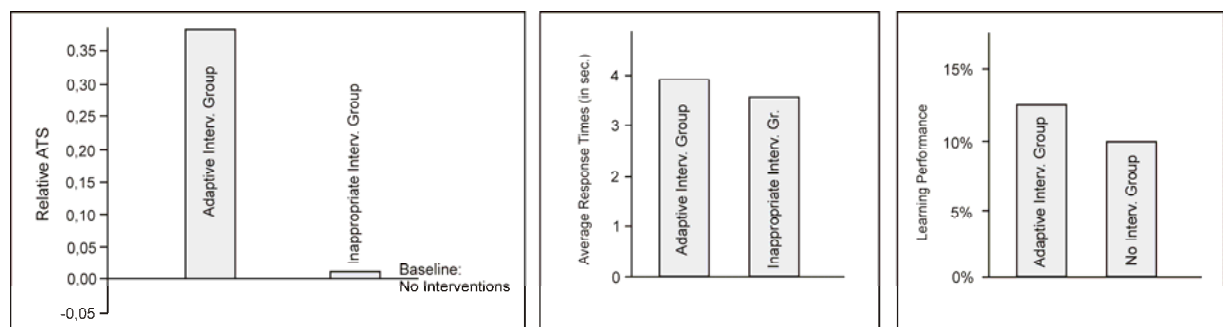 Relative ATS
0,35
0,30
0,25
0,20
0,15
0,10
0,05
0.00
-0,05
Adaptive Interv. Group
Inappropriate Interv. Group
Baseline:
No Interventions
Average Response Times (in sec.)
4
3
2
1
0
Adaptive Interv. Group
Inappropriate Interv. Gr.
Learning Performance
15%
10%
5%
0%
Adaptive Interv. Group
No Interv. Group